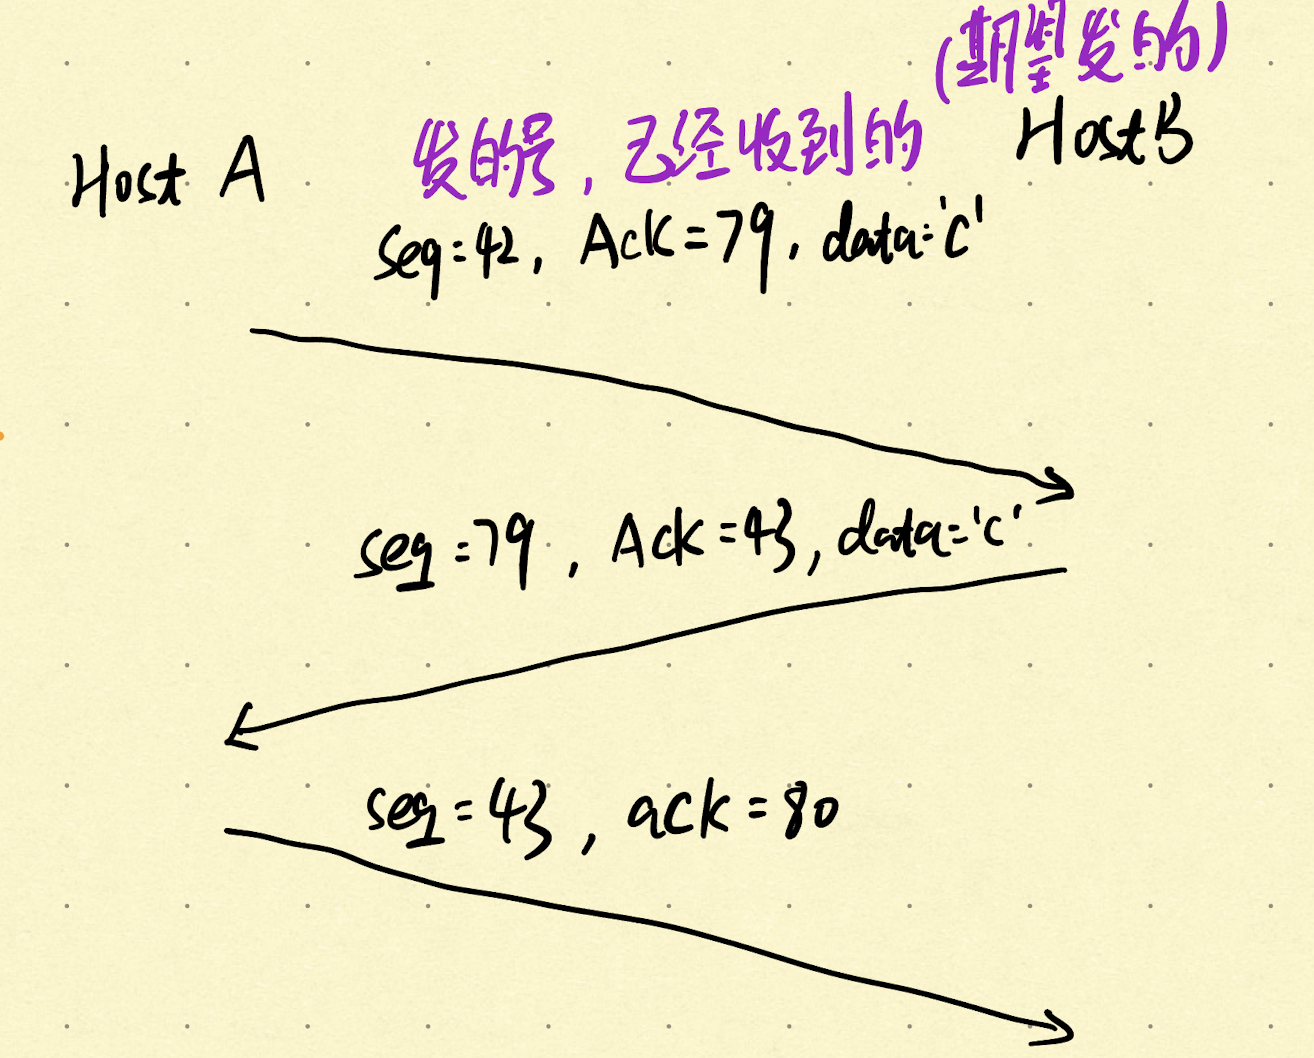 (期望发的)
Host A
发的号, 已经收到的
Host B
seq=42, Ack=79, data='c'
seq=79, Ack=43, data='c'
seq=43, ack=80